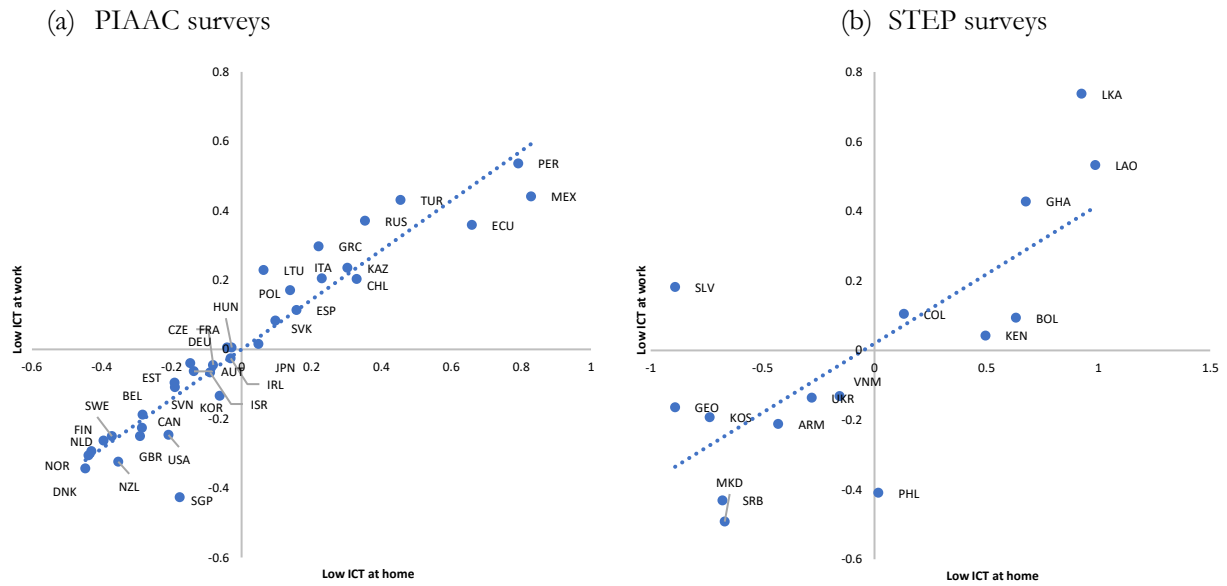 (a) PIAAC surveys
0.8
0.6
0.4
0.2
0
-0.2
-0.4
-0.6
-0.6
-0.4
-0.2
0.2
0.4
0.6
0.8
1
Low ICT at work
Low ICT at home
PER
MEX
TUR
RUS
ECU
GRC
LTU
ITA
KAZ
CHL
POL
HUN
ESP
SVK
CZE
FRA
DEU
JPN
AUT
IRL
EST
BEL
SVN
KOR
ISR
SWE
FIN
CAN
NLD
GBR
USA
NOR
DNK
NZL
SGP
(b) STEP surveys
0.8
0.6
0.4
0.2
0
-0.2
-0.4
-0.6
-1
-0.5
0.5
1
1.5
Low ICT at work
Low ICT at home
LKA
LAO
GHA
SLV
COL
BOL
KEN
VNM
UKR
GEO
KOS
ARM
MKD
SRB
PHL